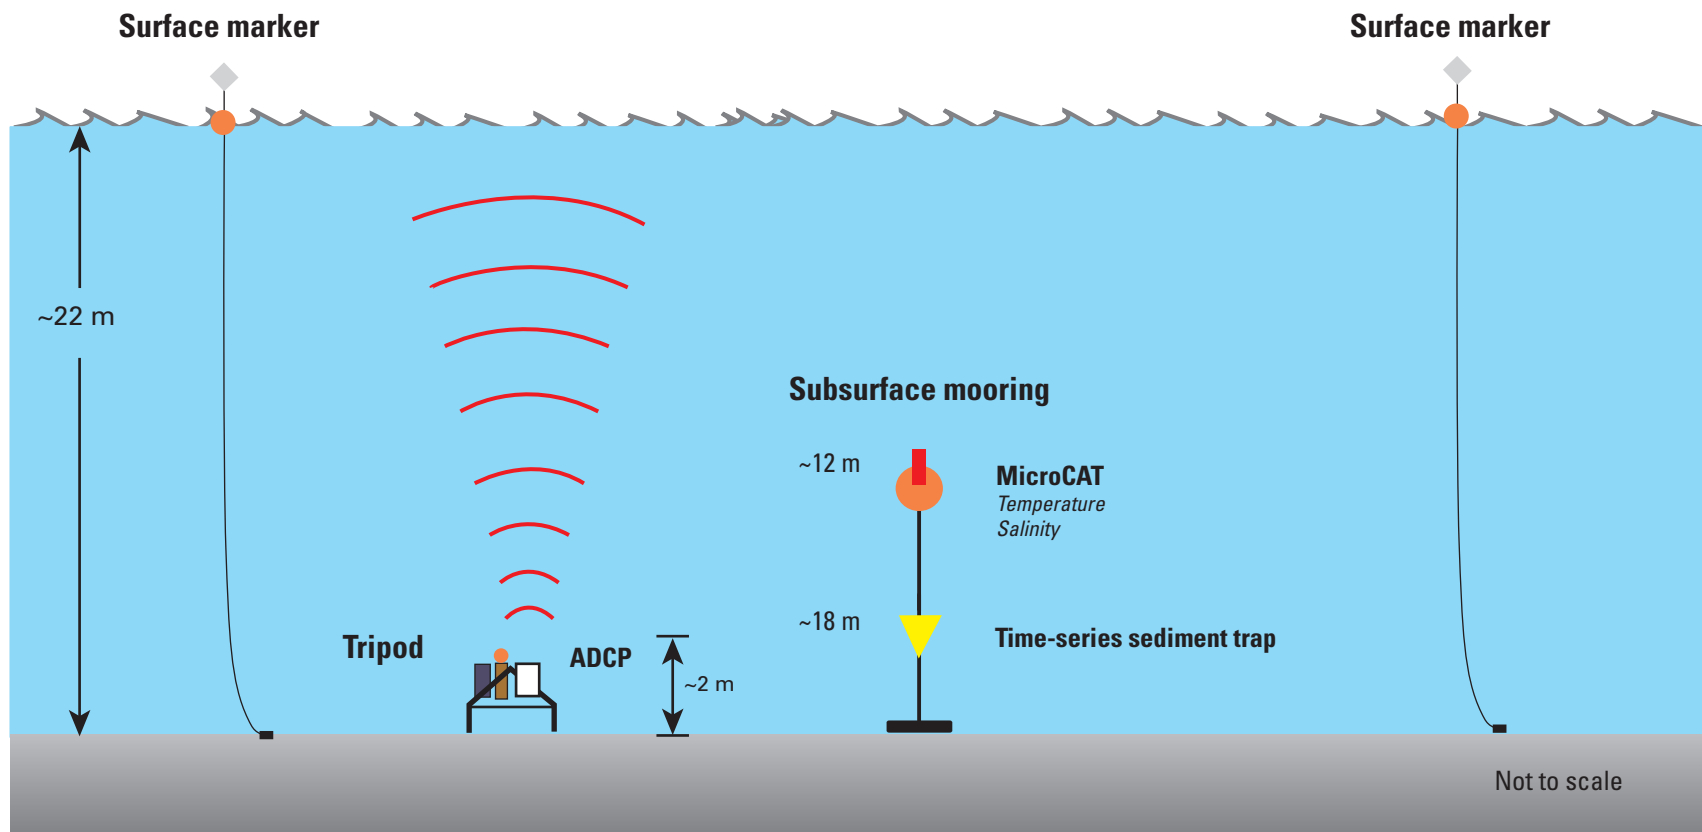 Surface marker
Surface marker
~22 m
Subsurface mooring
~12 m
MicroCAT
Temperature
Salinity
~18 m
Time-series sediment trap
Tripod
ADCP
~2 m
Not to scale